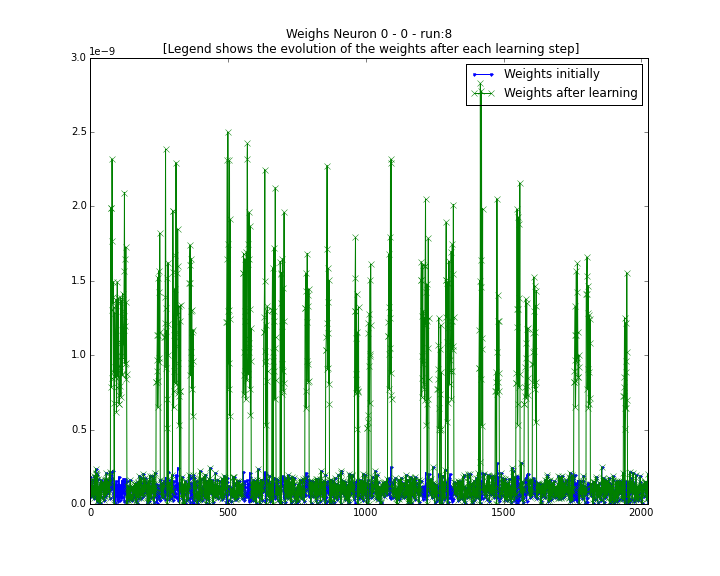 Weighs Neuron 0 - 0 - run:8
[Legend shows the evolution of the weights after each learning step]
1e−9
Weights initially
Weights after learning
3.0
2.5
2.0
1.5
1.0
0.5
0.0
0 500 1000 1500 2000